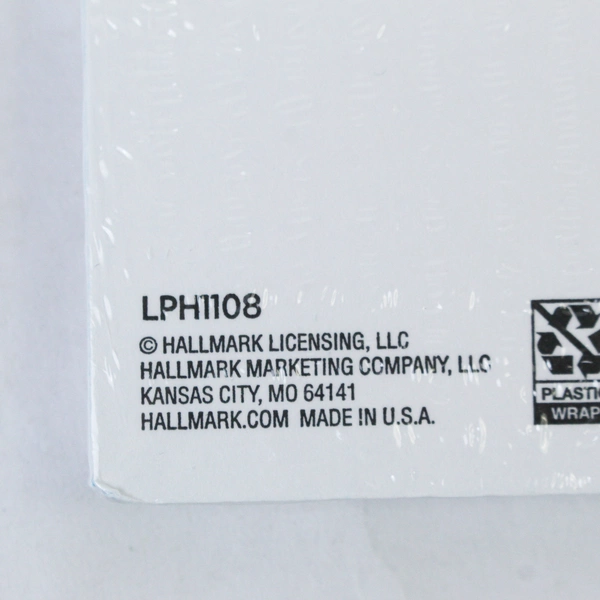 LPH1108
© HALLMARK LICENSING, LLC
HALLMARK MARKETING COMPANY, LLC
KANSAS CITY, MO 64141
HALLMARK.COM MADE IN U.S.A.
PLASTIC
WRAP